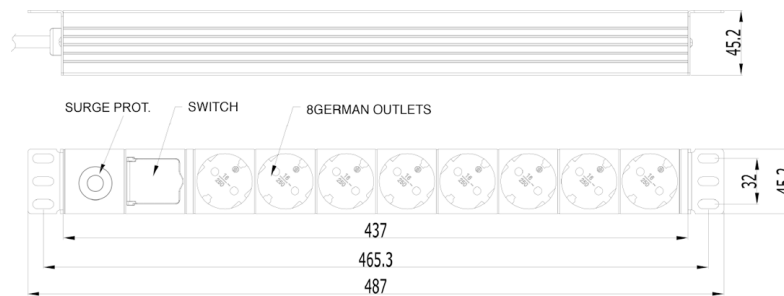 45.2
SURGE PROT.
SWITCH
8GERMAN OUTLETS
32
45.2
437
465.3
487